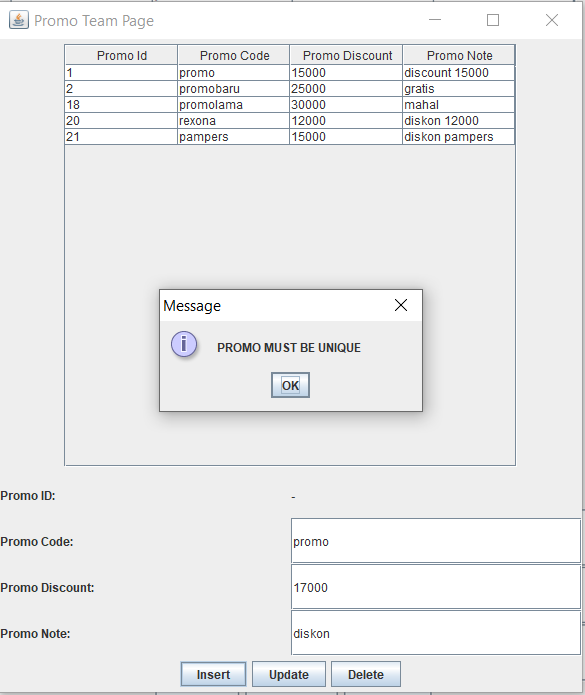 Promo Team Page
Promo Id Promo Code Promo Discount Promo Note
1 promo 15000 discount 15000
2 promobaru 25000 gratis
18 promolama 30000 mahal
20 rexona 12000 diskon 12000
21 pampers 15000 diskon pampers
Message
PROMO MUST BE UNIQUE
OK
Promo ID: -
Promo Code: promo
Promo Discount: 17000
Promo Note: diskon
Insert Update Delete